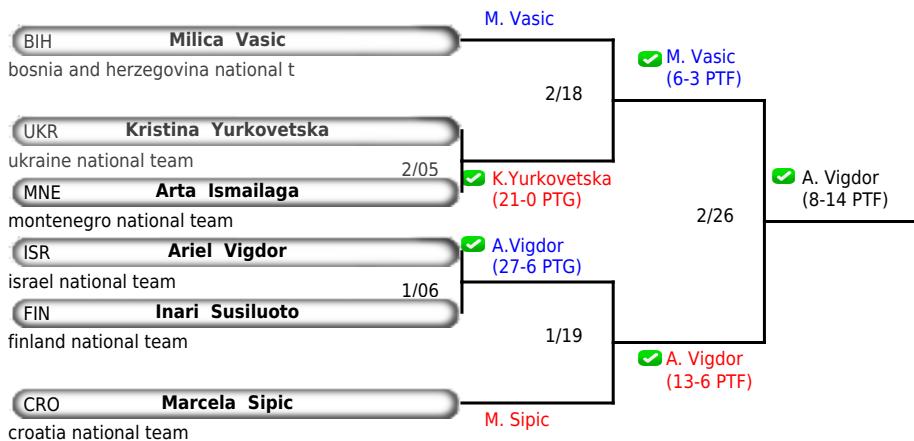 M. Vasic
BIH Milica Vasic
bosnia and herzegovina national t
M. Vasic
(6-3 PTF)
2/18
UKR Kristina Yurkovetska
ukraine national team
2/05
K.Yurkovetska
(21-0 PTG)
MNE Arta Ismailaga
montenegro national team
A. Vigdor
(8-14 PTF)
2/26
ISR Ariel Vigdor
israel national team
A.Vigdor
(27-6 PTG)
1/06
FIN Inari Susiluoto
finland national team
1/19
A. Vigdor
(13-6 PTF)
CRO Marcela Sipic
croatia national team
M. Sipic